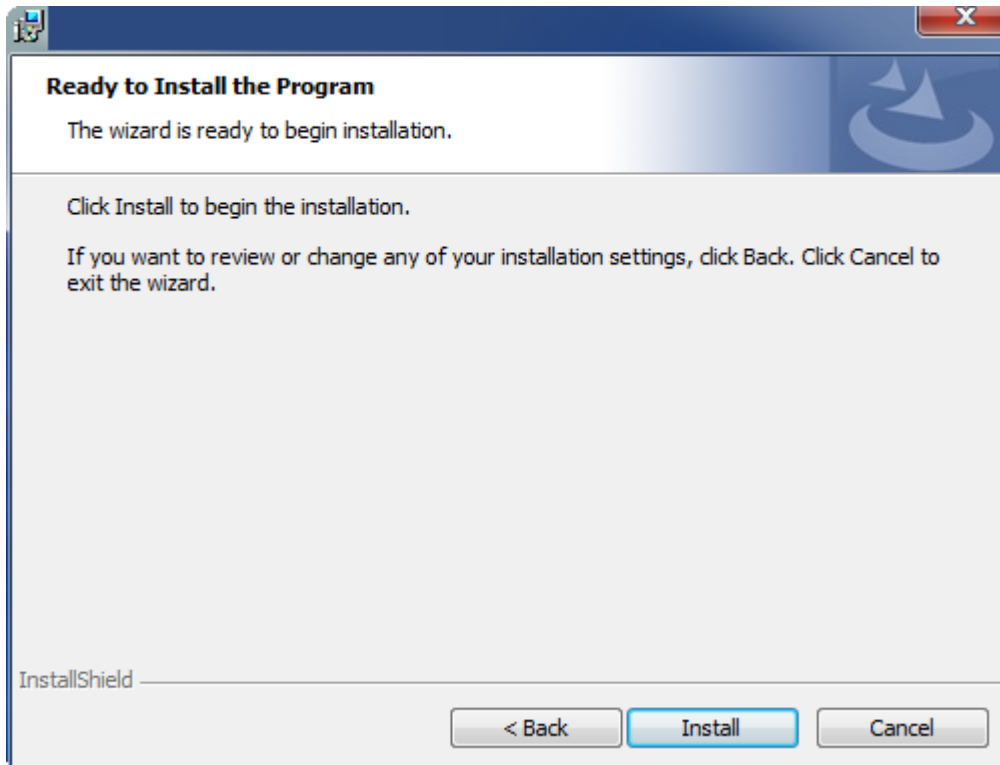 Ready to Install the Program
The wizard is ready to begin installation.
Click Install to begin the installation.
If you want to review or change any of your installation settings, click Back. Click Cancel to
exit the wizard.
InstallShield
< Back
Install
Cancel